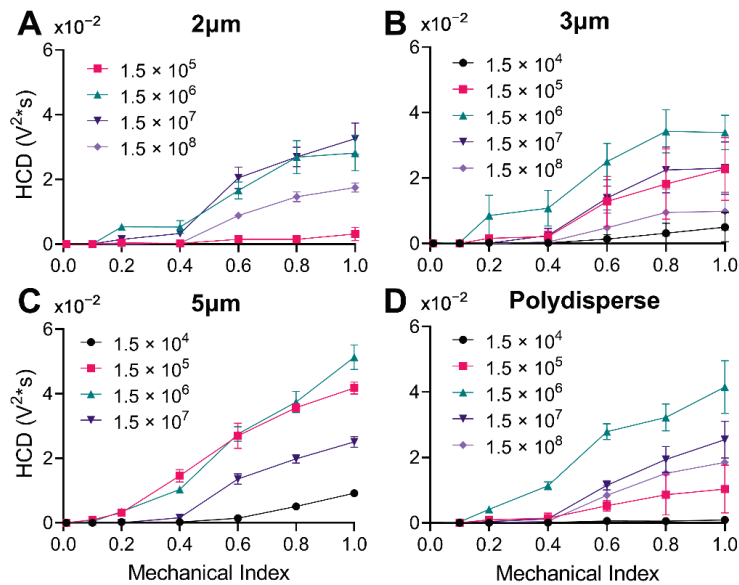 A 2μm
×10⁻²
HCD (V²*s)
6
4
2
0
1.5 × 10⁵
1.5 × 10⁶
1.5 × 10⁷
1.5 × 10⁸
0.0 0.2 0.4 0.6 0.8 1.0
B 3μm
×10⁻²
6
4
2
0
1.5 × 10⁴
1.5 × 10⁵
1.5 × 10⁶
1.5 × 10⁷
1.5 × 10⁸
0.0 0.2 0.4 0.6 0.8 1.0
C 5μm
×10⁻²
HCD (V²*s)
6
4
2
0
1.5 × 10⁴
1.5 × 10⁵
1.5 × 10⁶
1.5 × 10⁷
0.0 0.2 0.4 0.6 0.8 1.0
Mechanical Index
D Polydisperse
×10⁻²
6
4
2
0
1.5 × 10⁴
1.5 × 10⁵
1.5 × 10⁶
1.5 × 10⁷
1.5 × 10⁸
0.0 0.2 0.4 0.6 0.8 1.0
Mechanical Index